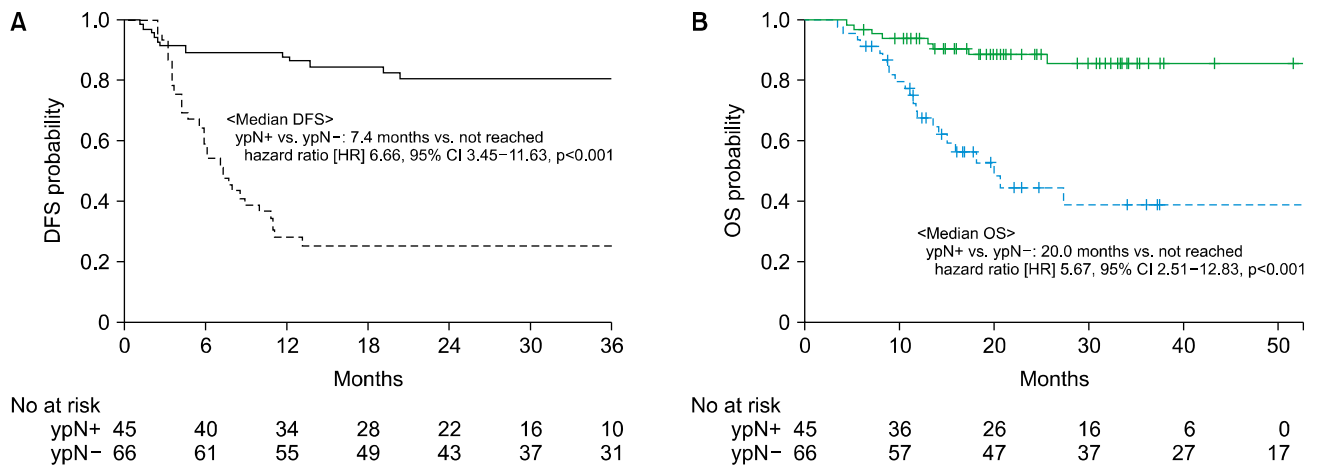 A
1.0
0.8
0.6
0.4
0.2
0
DFS probability
<Median DFS>
ypN+ vs. ypN−: 7.4 months vs. not reached
hazard ratio [HR] 6.66, 95% CI 3.45−11.63, p<0.001
0 6 12 18 24 30 36
Months
No at risk
ypN+ 45 40 34 28 22 16 10
ypN− 66 61 55 49 43 37 31
B
1.0
0.8
0.6
0.4
0.2
0
OS probability
<Median OS>
ypN+ vs. ypN−: 20.0 months vs. not reached
hazard ratio [HR] 5.67, 95% CI 2.51−12.83, p<0.001
0 10 20 30 40 50
Months
No at risk
ypN+ 45 36 26 16 6 0
ypN− 66 57 47 37 27 17